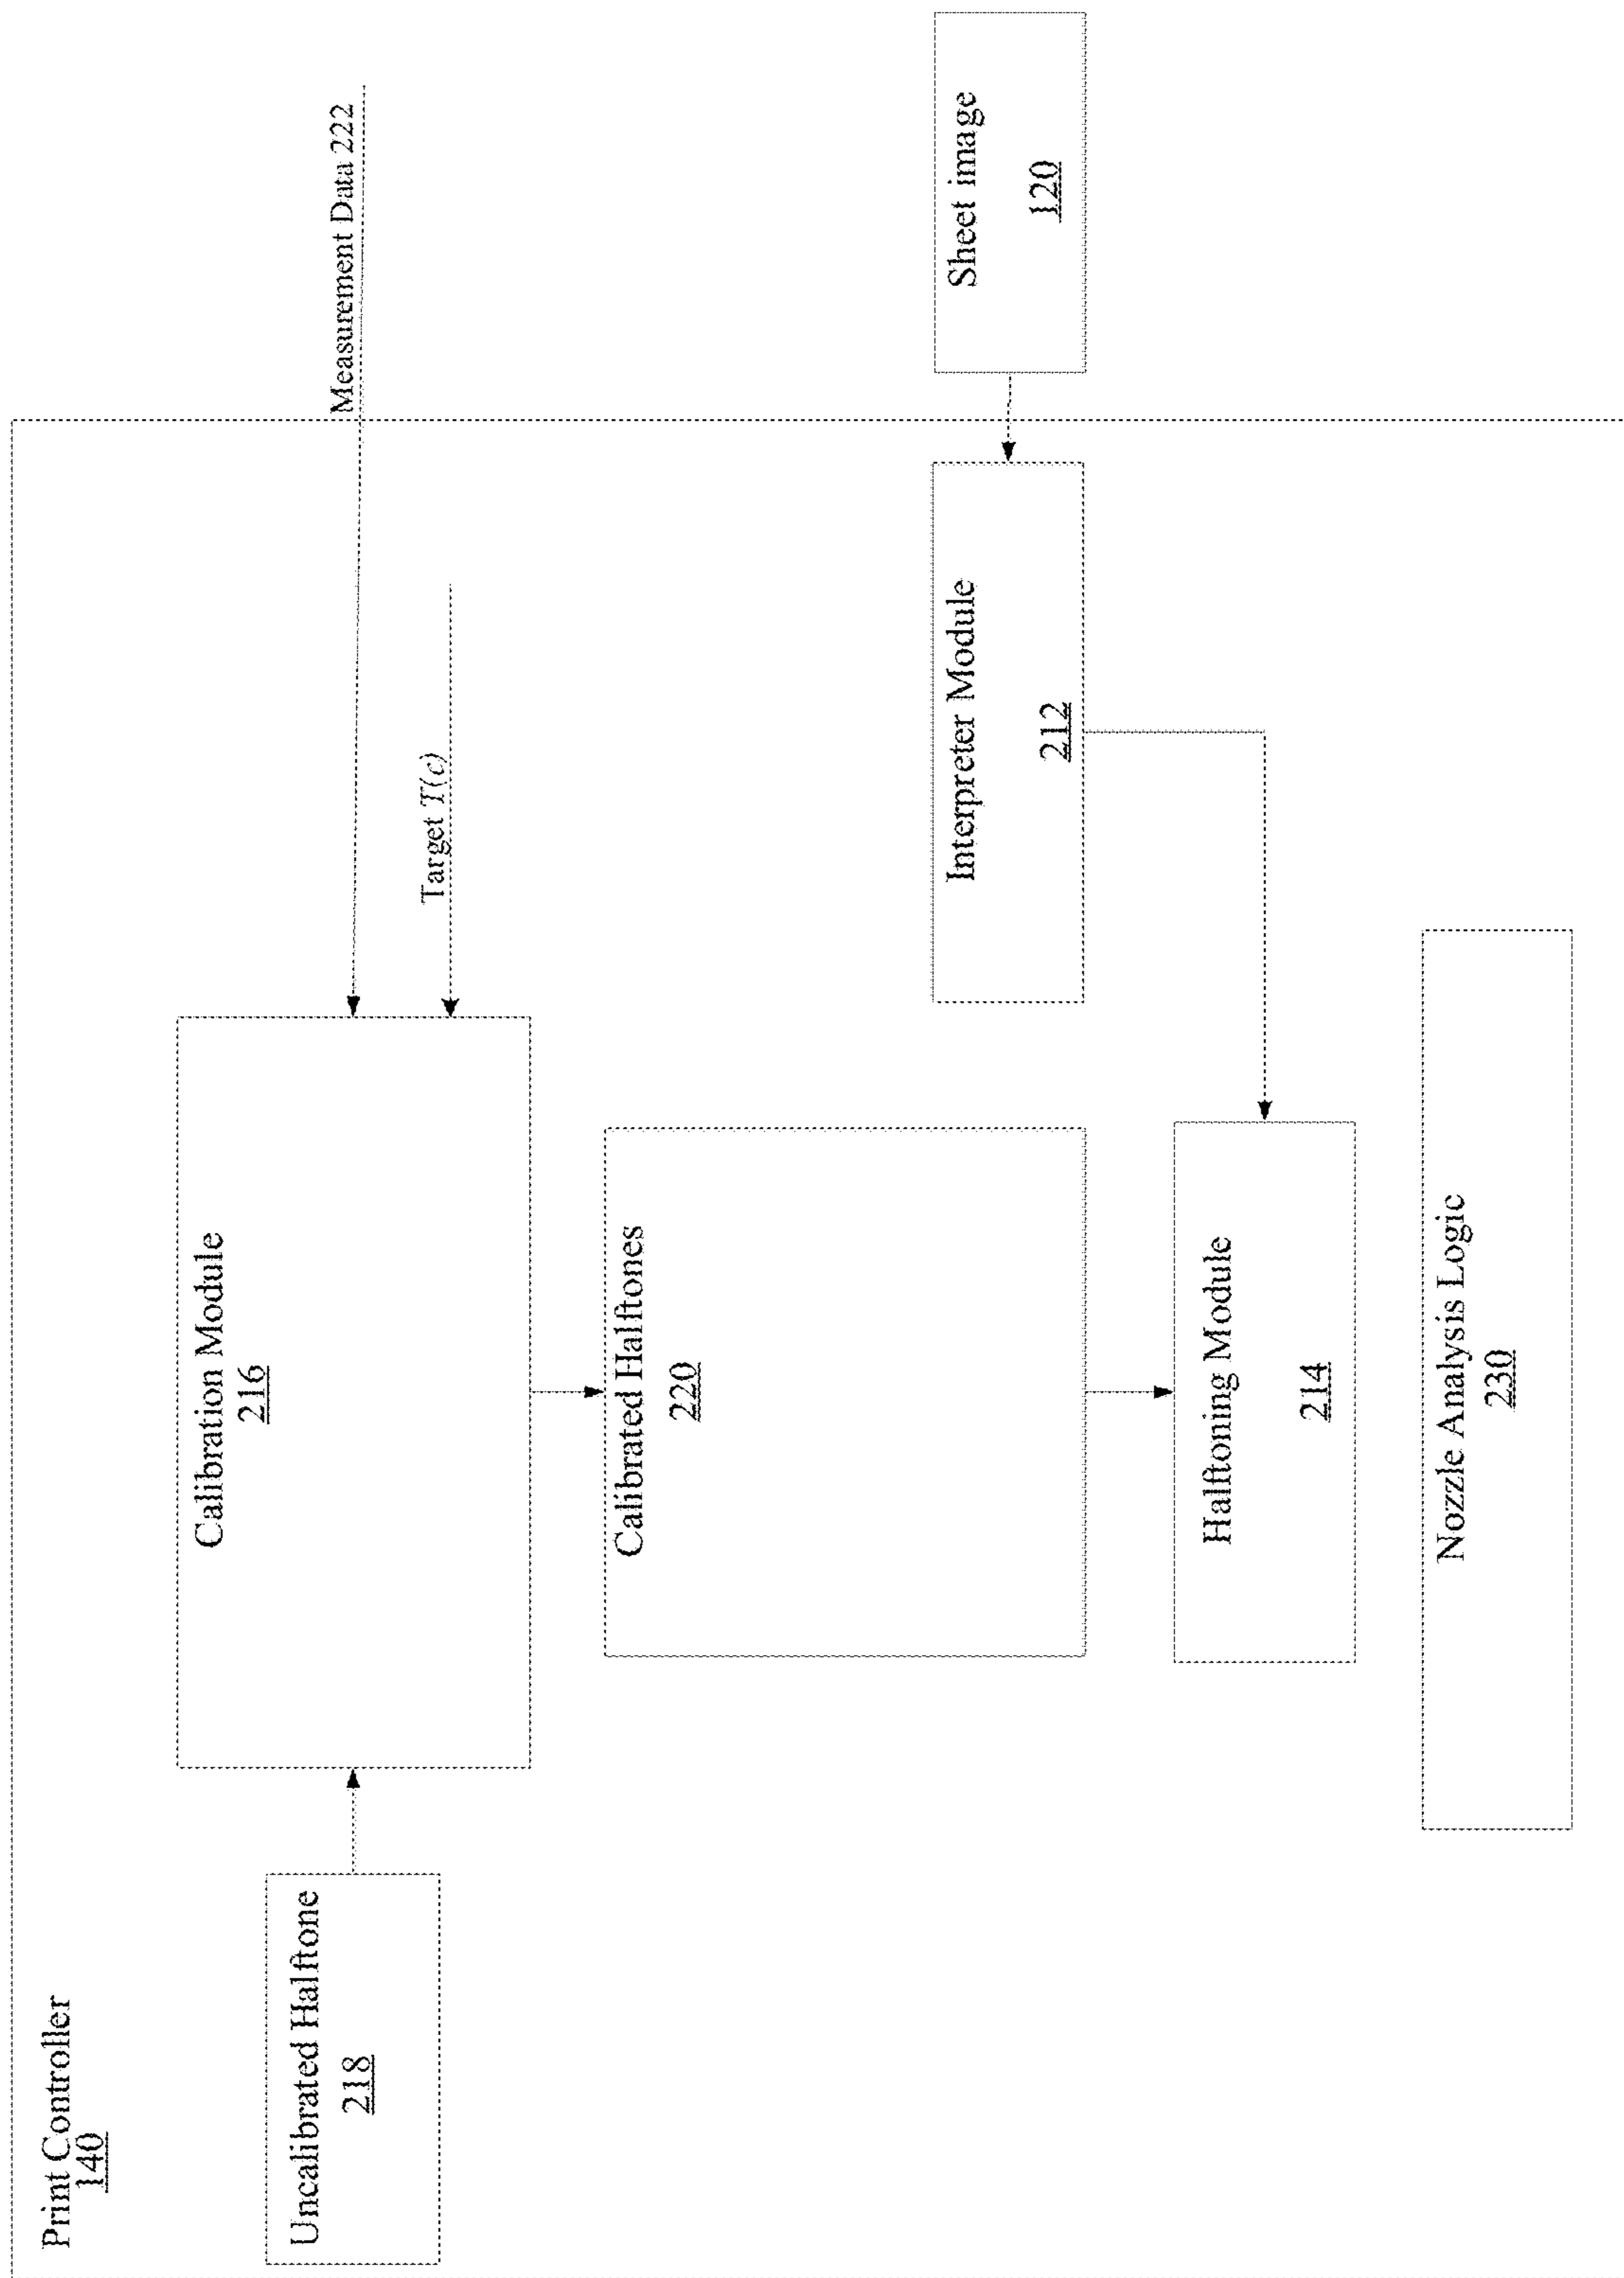 Print Controller
140
Uncalibrated Halftone
218
Calibration Module
216
Measurement Data 222
Target T(c)
Calibrated Halftones
220
Interpreter Module
212
Sheet image
120
Halftoning Module
214
Nozzle Analysis Logic
230